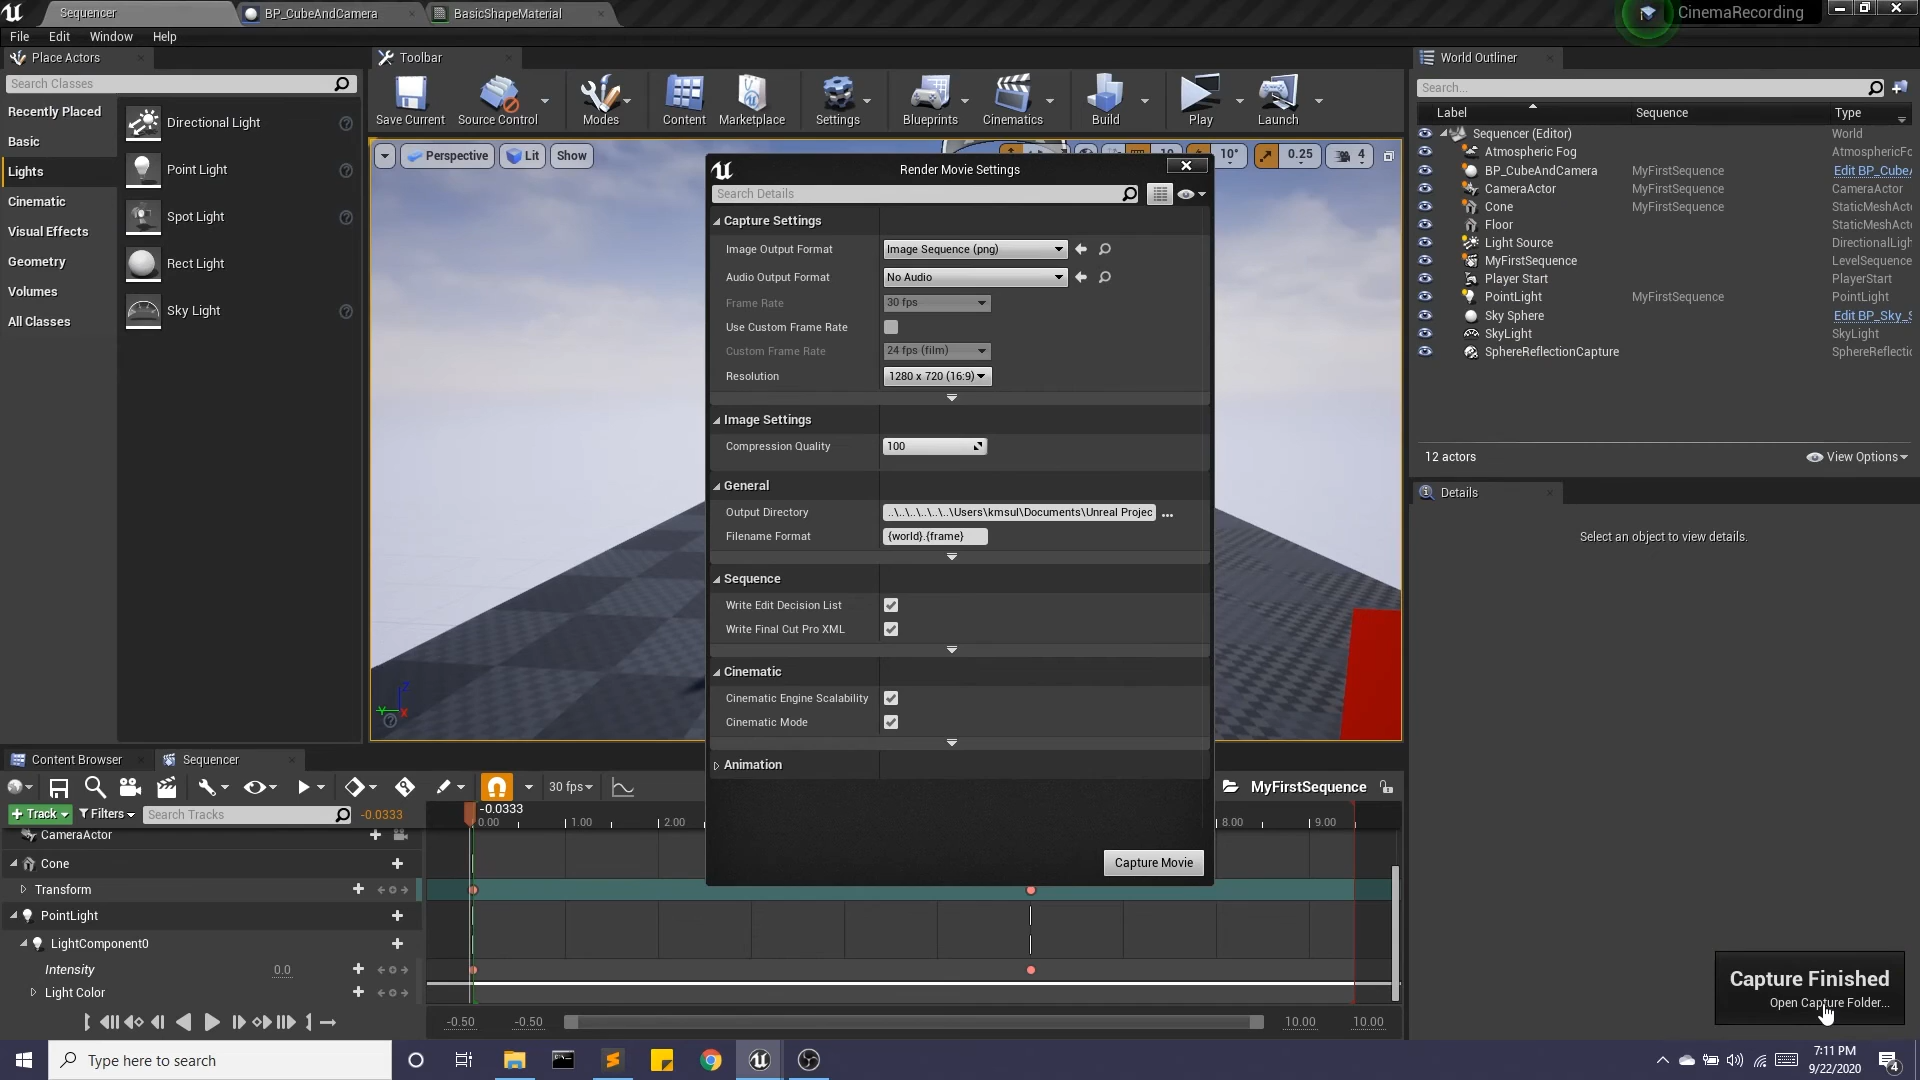 Sequencer
BP_CubeAndCamera
BasicShapeMaterial
CinemaRecording
File Edit Window Help
Place Actors
Search Classes
Recently Placed
Basic
Lights
Cinematic
Visual Effects
Geometry
Volumes
All Classes
Directional Light
Point Light
Spot Light
Rect Light
Sky Light
Toolbar
Save Current
Source Control
Modes
Content
Marketplace
Settings
Blueprints
Cinematics
Build
Play
Launch
Perspective
Lit
Show
10
10°
0.25
4
Render Movie Settings
Search Details
Capture Settings
Image Output Format Image Sequence (png)
Audio Output Format No Audio
Frame Rate 30 fps
Use Custom Frame Rate
Custom Frame Rate 24 fps (film)
Resolution 1280 x 720 (16:9)
Image Settings
Compression Quality 100
General
Output Directory ..\..\..\..\..\..\Users\kmsul\Documents\Unreal Projec ...
Filename Format {world}.{frame}
Sequence
Write Edit Decision List
Write Final Cut Pro XML
Cinematic
Cinematic Engine Scalability
Cinematic Mode
Animation
Capture Movie
World Outliner
Search...
Label Sequence Type
Sequencer (Editor) World
Atmospheric Fog AtmosphericFo
BP_CubeAndCamera MyFirstSequence Edit BP_CubeA
CameraActor MyFirstSequence CameraActor
Cone MyFirstSequence StaticMeshActo
Floor StaticMeshActo
Light Source DirectionalLigh
MyFirstSequence LevelSequence
Player Start PlayerStart
PointLight MyFirstSequence PointLight
Sky Sphere Edit BP_Sky_S
SkyLight SkyLight
SphereReflectionCapture SphereReflectio
12 actors
View Options
Details
Select an object to view details.
Content Browser
Sequencer
30 fps
MyFirstSequence
Track
Filters
Search Tracks
-0.0333
-0.0333
0.00 1.00 2.00 8.00 9.00
CameraActor
Cone
Transform
PointLight
LightComponent0
Intensity 0.0
Light Color
-0.50 -0.50 10.00 10.00
Capture Finished
Open Capture Folder...
Type here to search
7:11 PM
9/22/2020
4